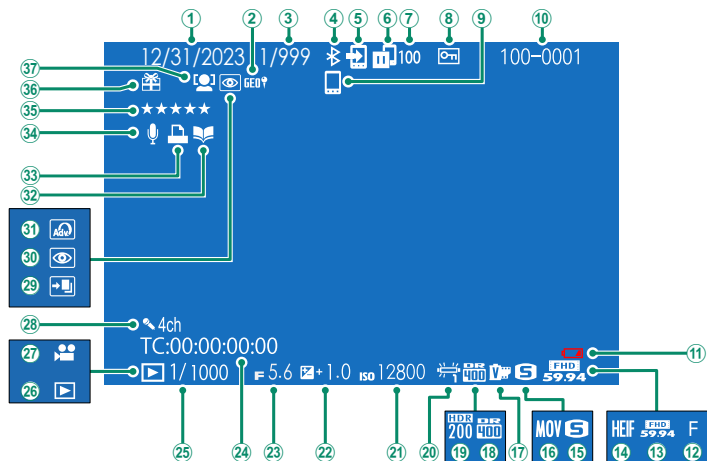 1 2 3 4 5 6 7 8 9 10
12/31/2023 1/999 100 100-0001
37 36 GEO
35 ★★★★★
34
33 32
31 Adv.
30
29
28 4ch
TC:00:00:00:00
27
26
1/1000 F 5.6 +1.0 ISO 12800 1 DR 400 V S FHD 59.94 11
HDR 200 DR 400 MOV S HEIF FHD 59.94 F
19 18 16 15 14 13 12
25 24 23 22 21 20 17